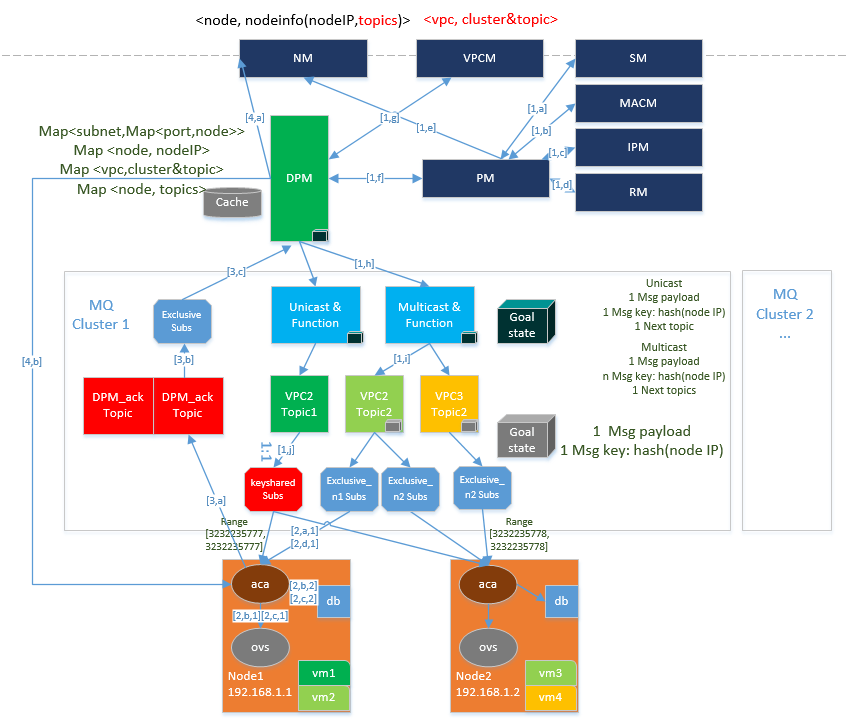 <node, nodeinfo(nodeIP,topics)> <vpc, cluster&topic>
NM
VPCM
SM
MACM
IPM
RM
[4,a]
[1,g]
[1,e]
[1,a]
[1,b]
[1,c]
[1,d]
Map<subnet,Map<port,node>>
Map <node, nodeIP>
Map <vpc,cluster&topic>
Map <node, topics>
Cache
DPM
[1,f]
PM
[3,c]
[1,h]
MQ
Cluster 1
Exclusive
Subs
Unicast &
Function
Multicast &
Function
Goal
state
Unicast
1 Msg payload
1 Msg key: hash(node IP)
1 Next topic
Multicast
1 Msg payload
n Msg key: hash(node IP)
1 Next topics
MQ
Cluster 2
...
[4,b]
[3,b]
[1,i]
DPM_ack
Topic
DPM_ack
Topic
VPC2
Topic1
VPC2
Topic2
VPC3
Topic2
Goal
state
1 Msg payload
1 Msg key: hash(node IP)
1:1
[1,j]
keyshared
Subs
Exclusive_
n1 Subs
Exclusive_
n2 Subs
Exclusive_
n2 Subs
[3,a]
Range
[3232235777,
3232235777]
[2,a,1]
[2,d,1]
Range
[3232235778,
3232235778]
aca
[2,b,2]
[2,c,2]
db
[2,b,1][2,c,1]
ovs
Node1
192.168.1.1
vm1
vm2
aca
db
ovs
Node2
192.168.1.2
vm3
vm4